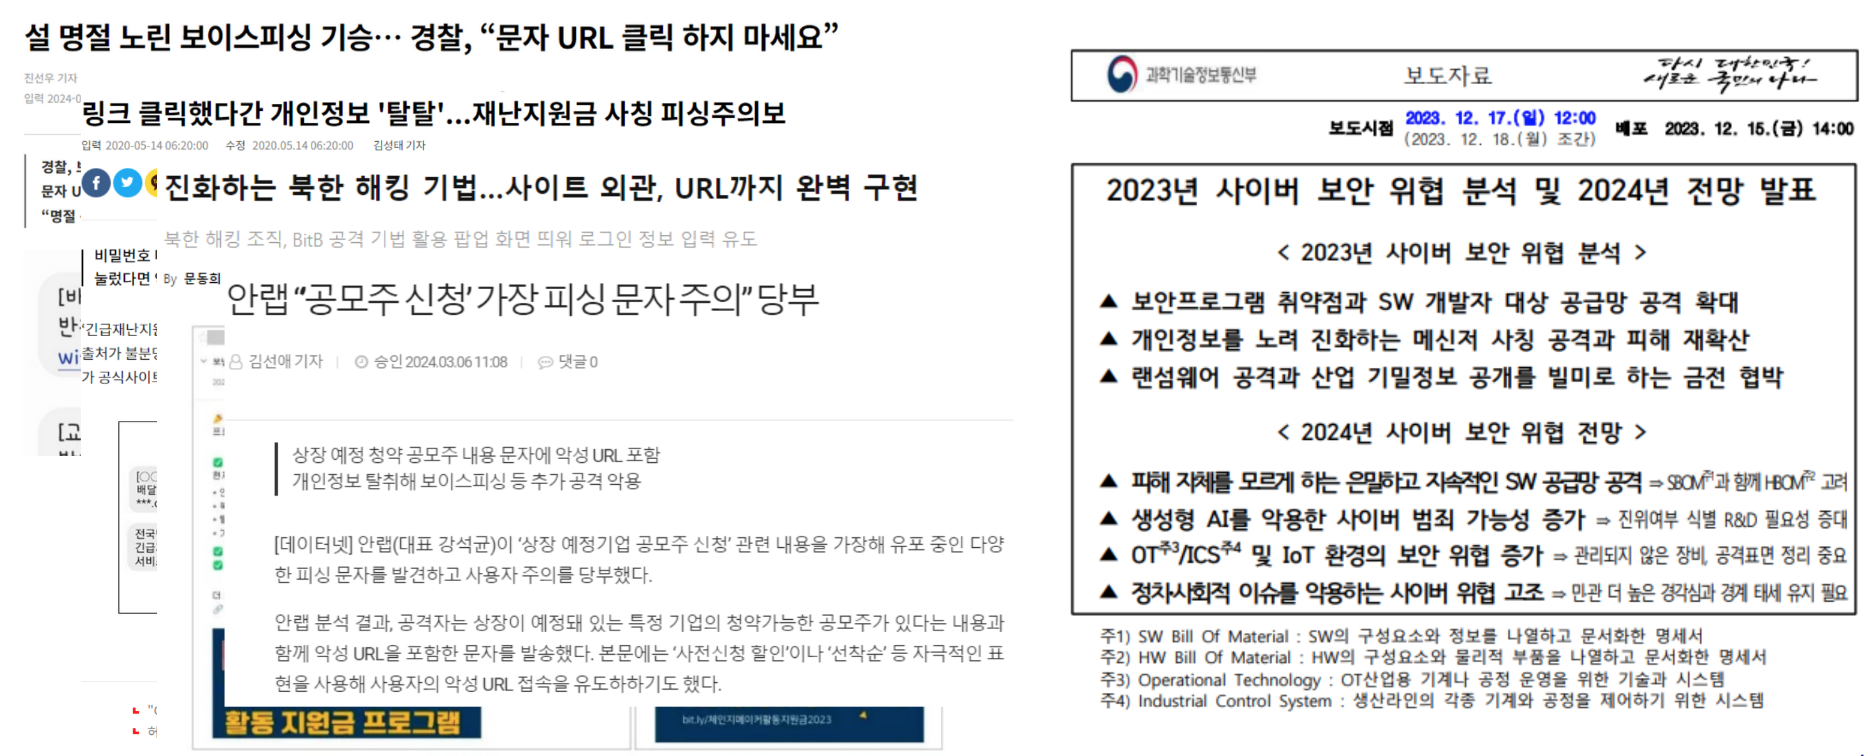 설 명절 노린 보이스피싱 기승… 경찰, “문자 URL 클릭 하지 마세요”
진선우 기자
입력 2024-0
링크 클릭했다간 개인정보 '탈탈'...재난지원금 사칭 피싱주의보
입력 2020-05-14 06:20:00 수정 2020.05.14 06:20:00 김성태 기자
경찰,
문자 U
“명절
진화하는 북한 해킹 기법...사이트 외관, URL까지 완벽 구현
북한 해킹 조직, BitB 공격 기법 활용 팝업 화면 띄워 로그인 정보 입력 유도
By 문동희
비밀번호
눌렀다면
[바
반
wi
'긴급재난지원
출처가 불분명
가 공식사이트
[교
배달
***.c
전국
긴급
서비
안랩 “‘공모주 신청’ 가장 피싱 문자 주의” 당부
김선애 기자 승인 2024.03.06 11:08 댓글 0
상장 예정 청약 공모주 내용 문자에 악성 URL 포함
개인정보 탈취해 보이스피싱 등 추가 공격 악용
[데이터넷] 안랩(대표 강석균)이 ‘상장 예정기업 공모주 신청’ 관련 내용을 가장해 유포 중인 다양
한 피싱 문자를 발견하고 사용자 주의를 당부했다.
안랩 분석 결과, 공격자는 상장이 예정돼 있는 특정 기업의 청약가능한 공모주가 있다는 내용과
함께 악성 URL을 포함한 문자를 발송했다. 본문에는 ‘사전신청 할인’이나 ‘선착순’ 등 자극적인 표
현을 사용해 사용자의 악성 URL 접속을 유도하하기도 했다.
활동 지원금 프로그램
bit.ly/체인지메이커활동지원금2023
과학기술정보통신부
보도자료
다시 대한민국!
새로운 국민의 나라
보도시점 2023. 12. 17.(일) 12:00
(2023. 12. 18.(월) 조간)
배포 2023. 12. 15.(금) 14:00
2023년 사이버 보안 위협 분석 및 2024년 전망 발표
< 2023년 사이버 보안 위협 분석 >
▲ 보안프로그램 취약점과 SW 개발자 대상 공급망 공격 확대
▲ 개인정보를 노려 진화하는 메신저 사칭 공격과 피해 재확산
▲ 랜섬웨어 공격과 산업 기밀정보 공개를 빌미로 하는 금전 협박
< 2024년 사이버 보안 위협 전망 >
▲ 피해 자체를 모르게 하는 은밀하고 지속적인 SW 공급망 공격 ⇒ SBOM주1과 함께 HBOM주2 고려
▲ 생성형 AI를 악용한 사이버 범죄 가능성 증가 ⇒ 진위여부 식별 R&D 필요성 증대
▲ OT주3/ICS주4 및 IoT 환경의 보안 위협 증가 ⇒ 관리되지 않은 장비, 공격표면 정리 중요
▲ 정치·사회적 이슈를 악용하는 사이버 위협 고조 ⇒ 민관 더 높은 경각심과 경계 태세 유지 필요
주1) SW Bill Of Material : SW의 구성요소와 정보를 나열하고 문서화한 명세서
주2) HW Bill Of Material : HW의 구성요소와 물리적 부품을 나열하고 문서화한 명세서
주3) Operational Technology : OT산업용 기계나 공정 운영을 위한 기술과 시스템
주4) Industrial Control System : 생산라인의 각종 기계와 공정을 제어하기 위한 시스템